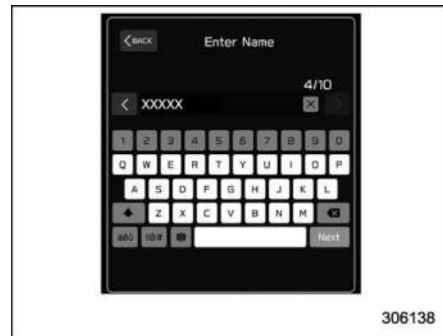 BACK Enter Name
4/10
XXXXX
1 2 3 4 5 6 7 8 9 0
Q W E R T Y U I O P
A S D F G H J K L
Z X C V B N M
!@# Next
306138